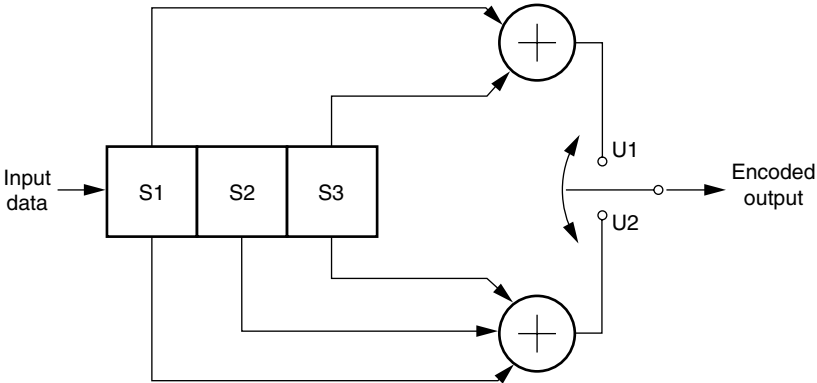 Input
data
S1
S2
S3
U1
U2
Encoded
output